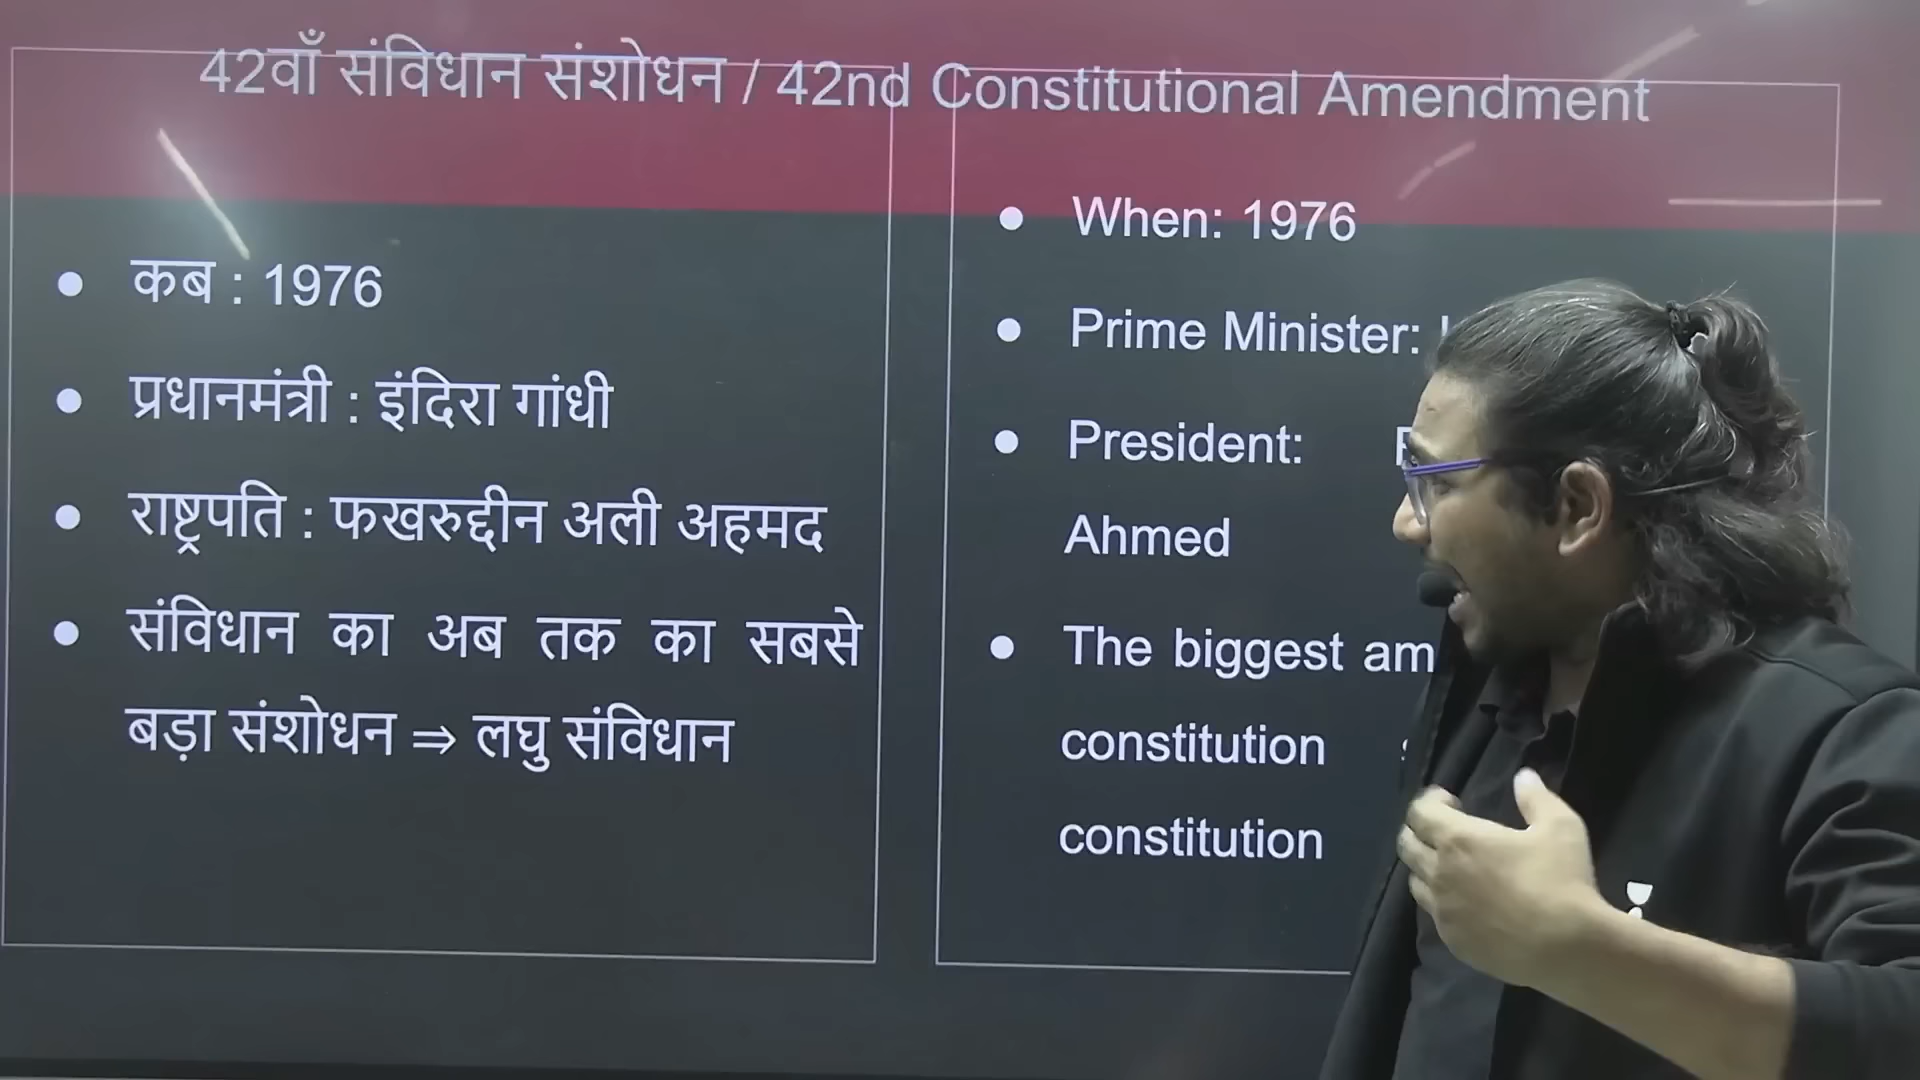 42वाँ संविधान संशोधन / 42nd Constitutional Amendment
कब : 1976
प्रधानमंत्री : इंदिरा गांधी
राष्ट्रपति : फखरुद्दीन अली अहमद
संविधान का अब तक का सबसे
बड़ा संशोधन ⇒ लघु संविधान
When: 1976
Prime Minister:
President:
Ahmed
The biggest
constitution
constitution